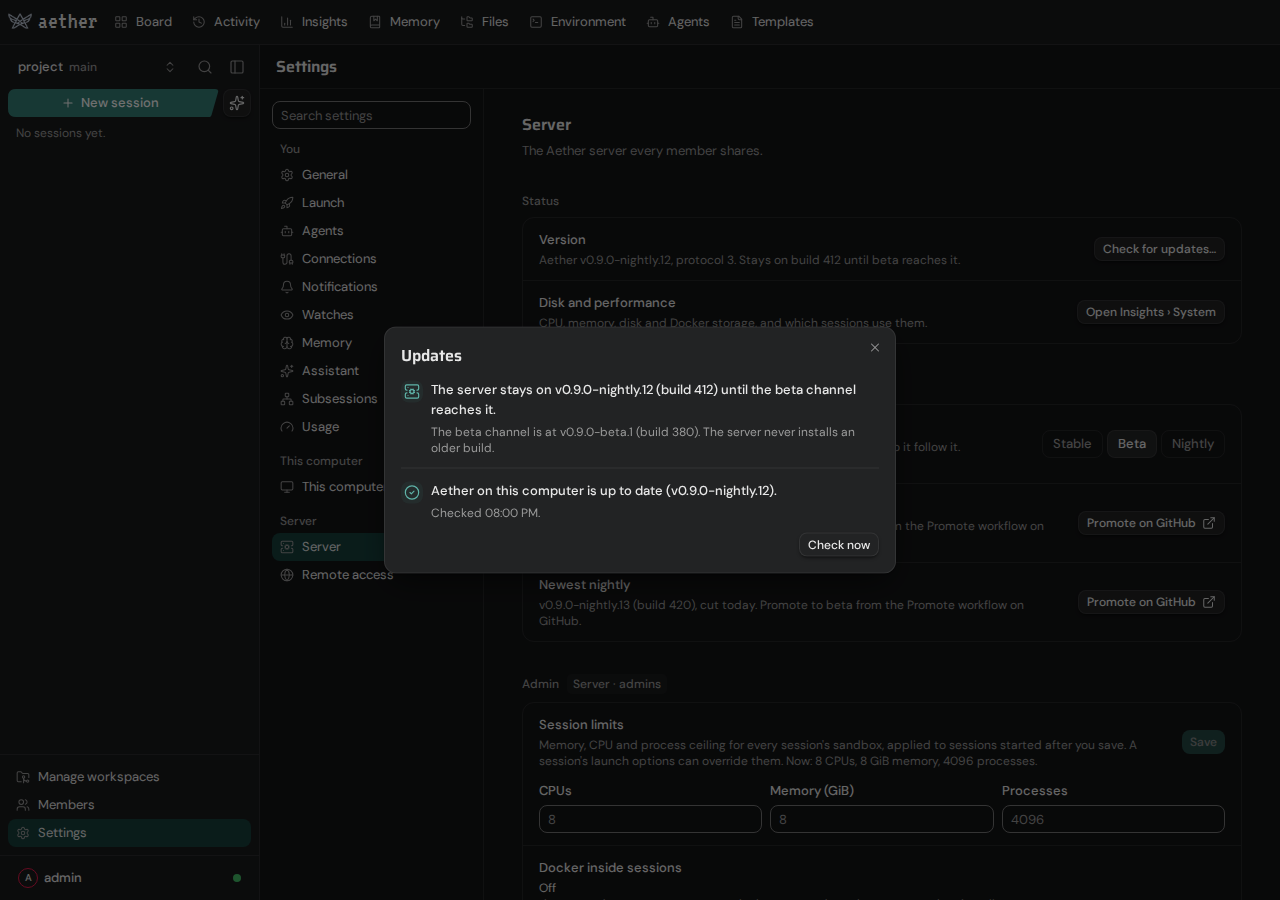 aether
Board
Activity
Insights
Memory
Files
Environment
Agents
Templates
project main
New session
No sessions yet.
Manage workspaces
Members
Settings
A admin
Settings
Search settings
You
General
Launch
Agents
Connections
Notifications
Watches
Memory
Assistant
Subsessions
Usage
This computer
This compute
Server
Server
Remote access
Server
The Aether server every member shares.
Status
Version
Aether v0.9.0-nightly.12, protocol 3. Stays on build 412 until beta reaches it.
Check for updates...
Disk and performance
CPU, memory, disk and Docker storage, and which sessions use them.
Open Insights › System
Updates
The server stays on v0.9.0-nightly.12 (build 412) until the beta channel
reaches it.
The beta channel is at v0.9.0-beta.1 (build 380). The server never installs an
older build.
Aether on this computer is up to date (v0.9.0-nightly.12).
Checked 08:00 PM.
Check now
it follow it.
Stable
Beta
Nightly
the Promote workflow on
Promote on GitHub
Newest nightly
v0.9.0-nightly.13 (build 420), cut today. Promote to beta from the Promote workflow on
GitHub.
Promote on GitHub
Admin
Server · admins
Session limits
Memory, CPU and process ceiling for every session's sandbox, applied to sessions started after you save. A
session's launch options can override them. Now: 8 CPUs, 8 GiB memory, 4096 processes.
Save
CPUs
Memory (GiB)
Processes
8
8
4096
Docker inside sessions
Off